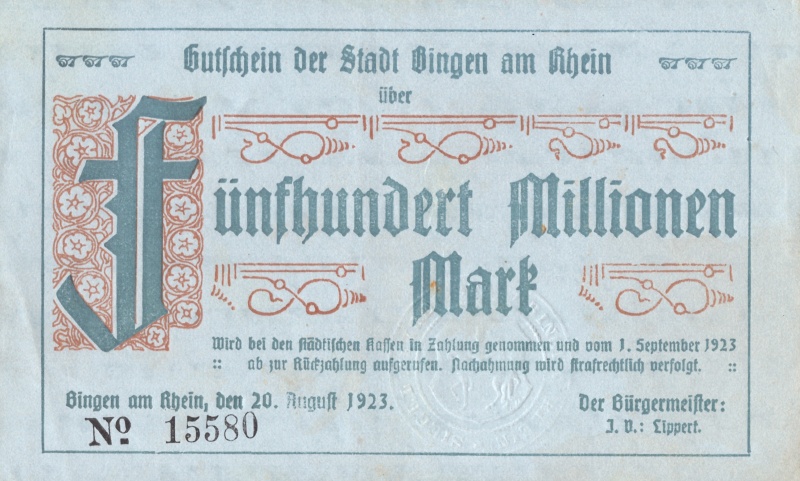 Gutschein der Stadt Bingen am Rhein
über
Fünfhundert Millionen
Mark
Wird bei den städtischen Kassen in Zahlung genommen und vom 1. September 1923
:: ab zur Rückzahlung aufgerufen. Nachahmung wird strafrechtlich verfolgt. ::
Bingen am Rhein, den 20. August 1923.
Der Bürgermeister:
J. V.: Lippert.
No 15580